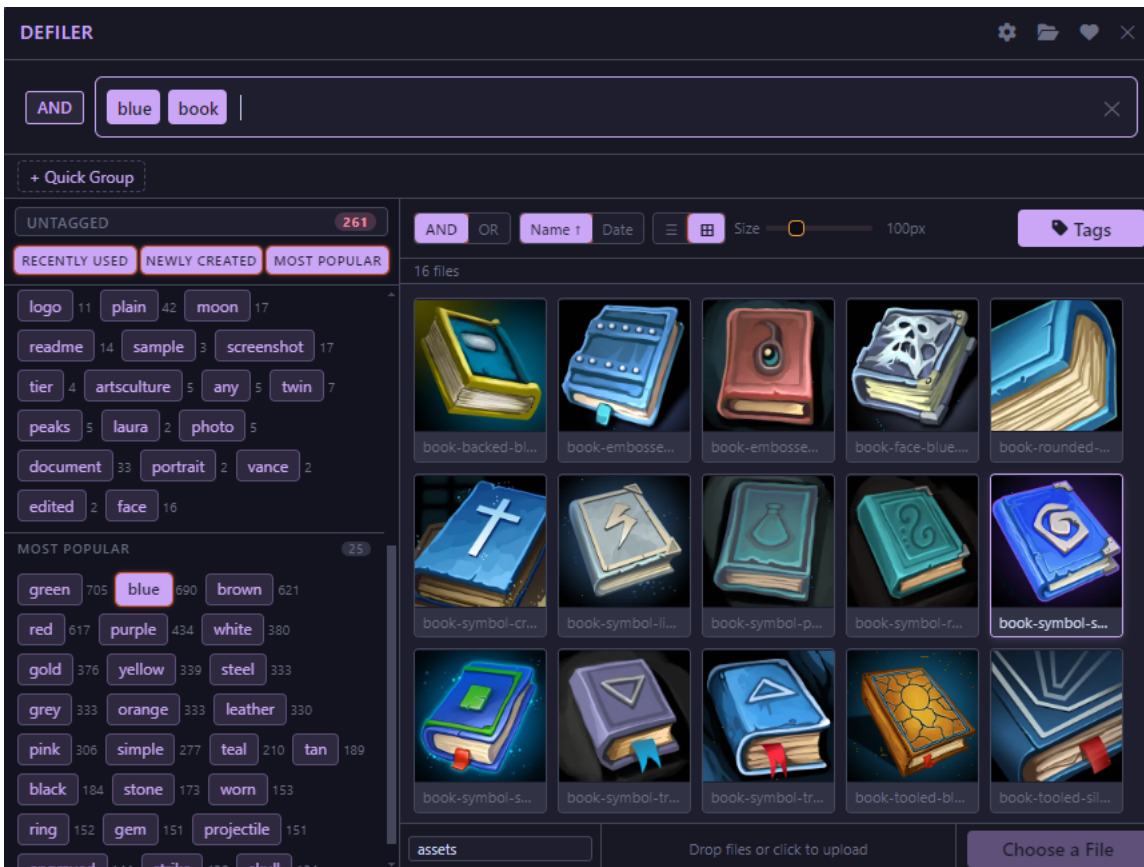 DEFILER
AND blue book
+ Quick Group
UNTAGGED 261
RECENTLY USED NEWLY CREATED MOST POPULAR
logo 11 plain 42 moon 17
readme 14 sample 3 screenshot 17
tier 4 artsculture 5 any 5 twin 7
peaks 5 laura 2 photo 5
document 33 portrait 2 vance 2
edited 2 face 16
MOST POPULAR 25
green 705 blue 690 brown 621
red 617 purple 434 white 380
gold 376 yellow 339 steel 333
grey 333 orange 333 leather 330
pink 306 simple 277 teal 210 tan 189
black 184 stone 173 worn 153
ring 152 gem 151 projectile 151
AND OR Name ↑ Date Size 100px Tags
16 files
book-backed-bl... book-embosse... book-embosse... book-face-blue... book-rounded-...
book-symbol-cr... book-symbol-li... book-symbol-p... book-symbol-r... book-symbol-s...
book-symbol-s... book-symbol-tr... book-symbol-tr... book-tooled-bl... book-tooled-sil...
assets Drop files or click to upload Choose a File